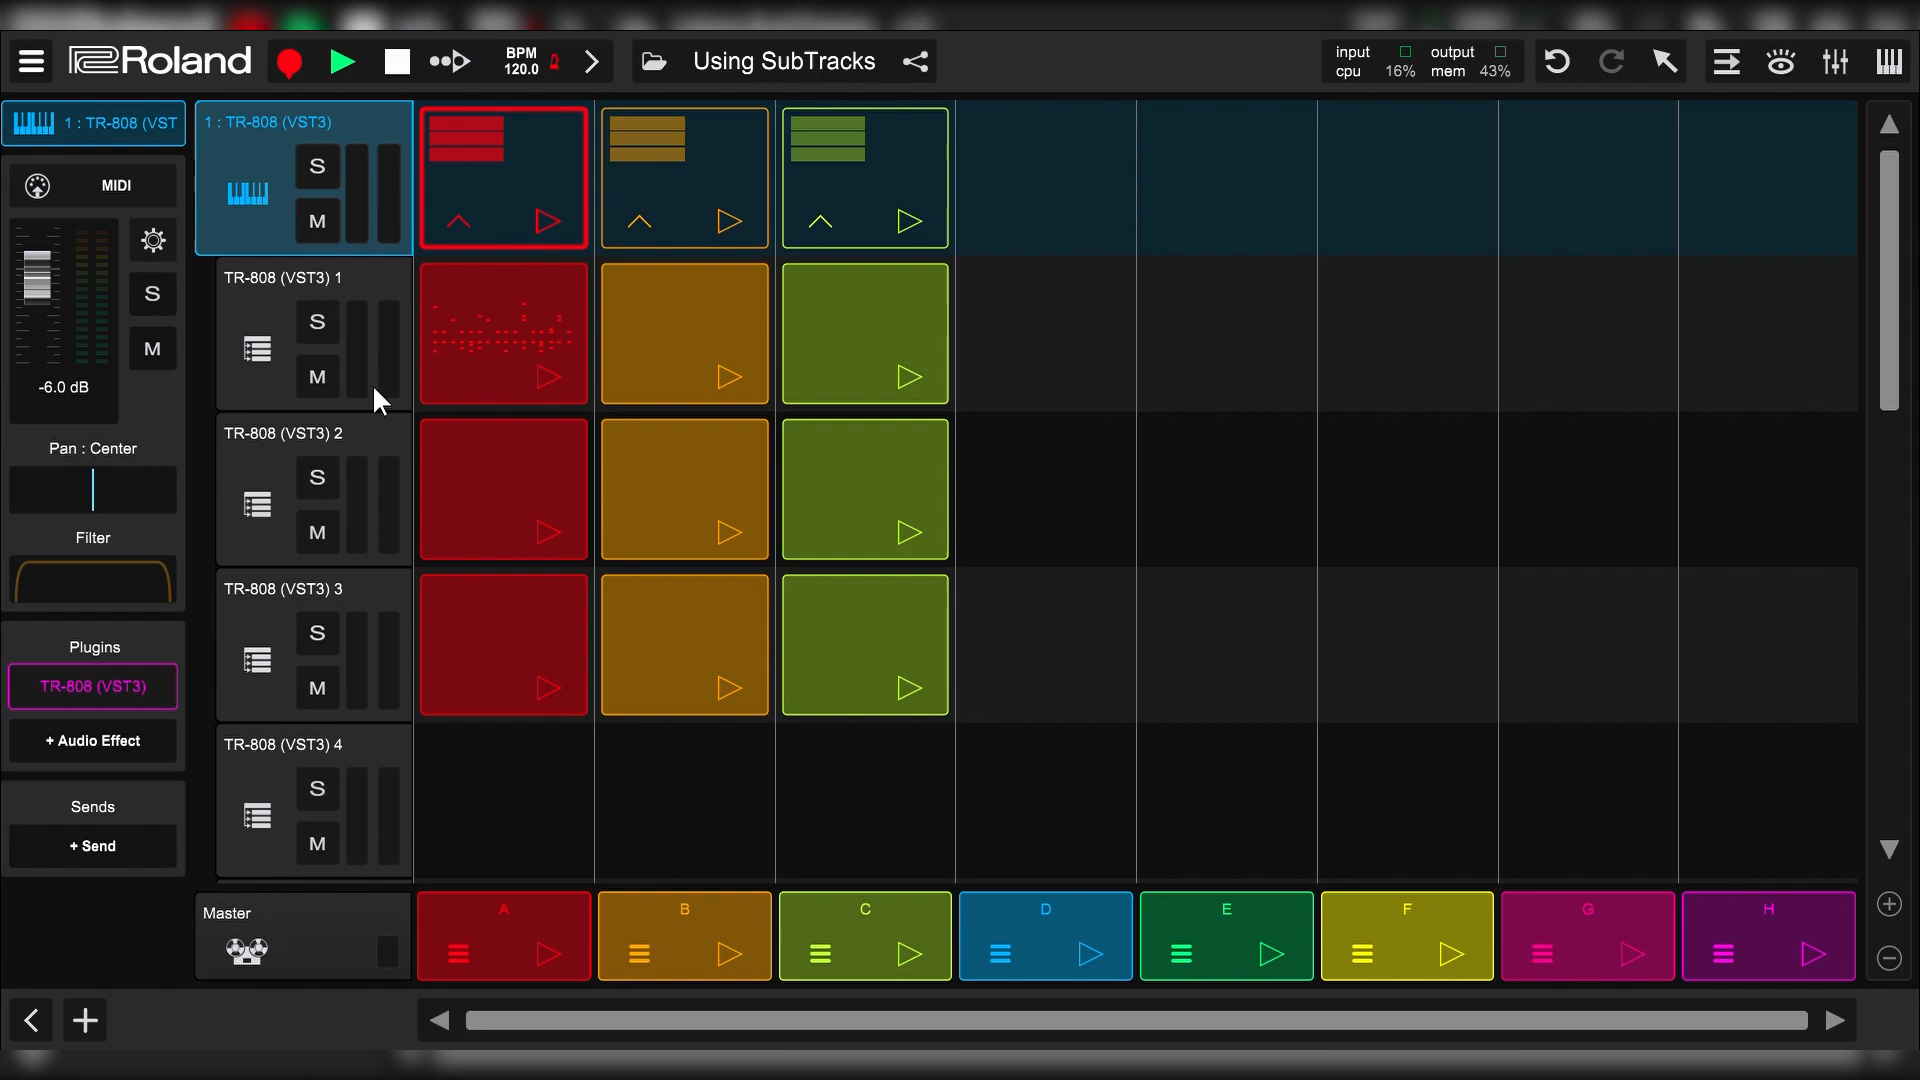 Roland
BPM
120.0
Using SubTracks
input
output
cpu
16%
mem
43%
1 : TR-808 (VST
1 : TR-808 (VST3)
MIDI
S
M
-6.0 dB
Pan : Center
Filter
Plugins
TR-808 (VST3)
+ Audio Effect
Sends
+ Send
S
M
TR-808 (VST3) 1
S
M
TR-808 (VST3) 2
S
M
TR-808 (VST3) 3
S
M
TR-808 (VST3) 4
S
M
Master
A
B
C
D
E
F
G
H